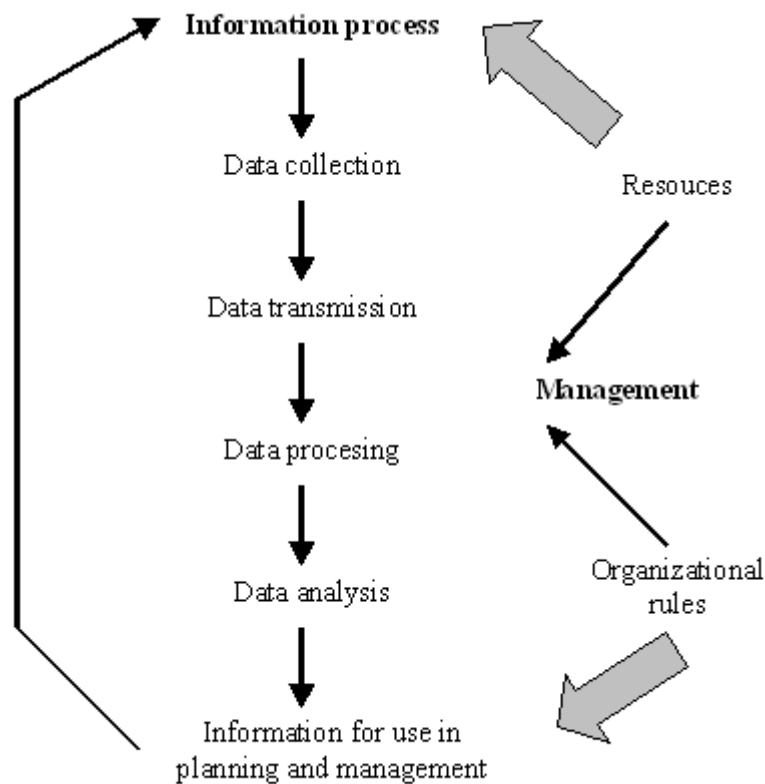 Information process
Data collection
Resouces
Data transmission
Management
Data procesing
Organizational
rules
Data analysis
Information for use in
planning and management